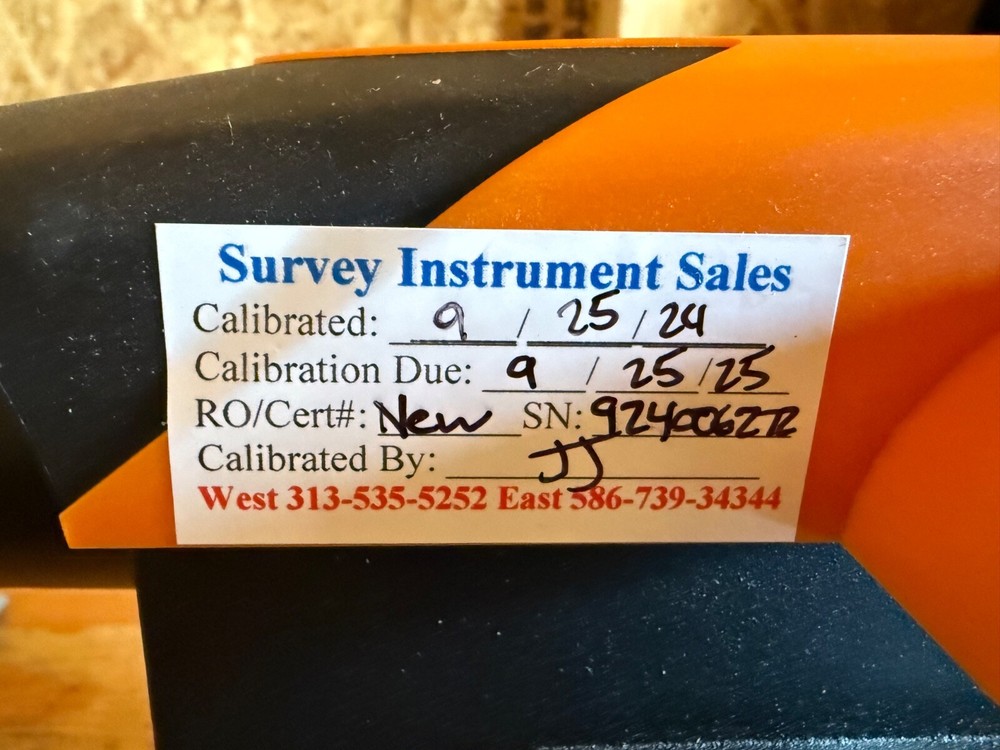 Survey Instrument Sales
Calibrated: 9 / 25 / 24
Calibration Due: 9 / 25 / 25
RO/Cert#: New SN:
Calibrated By: JJ
West 313-535-5252 East 586-739-34344